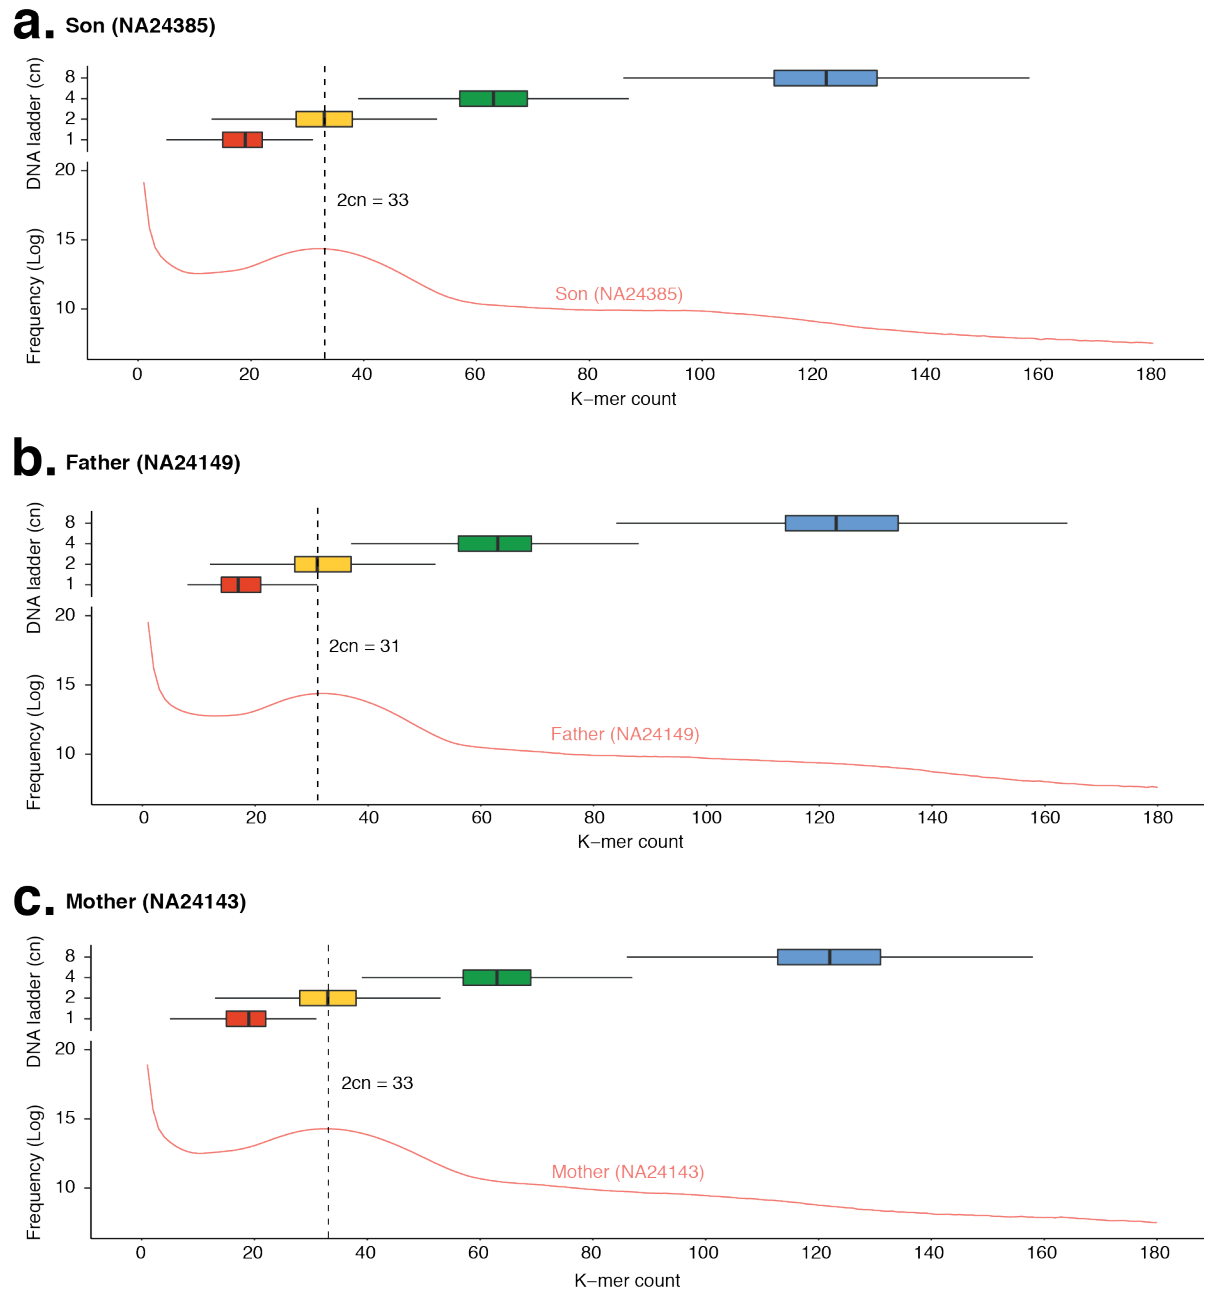 a. Son (NA24385)
DNA ladder (cn)
8
4
2
1
Frequency (Log)
20
15
10
2cn = 33
Son (NA24385)
0 20 40 60 80 100 120 140 160 180
K−mer count
b. Father (NA24149)
DNA ladder (cn)
8
4
2
1
Frequency (Log)
20
15
10
2cn = 31
Father (NA24149)
0 20 40 60 80 100 120 140 160 180
K−mer count
c. Mother (NA24143)
DNA ladder (cn)
8
4
2
1
Frequency (Log)
20
15
10
2cn = 33
Mother (NA24143)
0 20 40 60 80 100 120 140 160 180
K−mer count